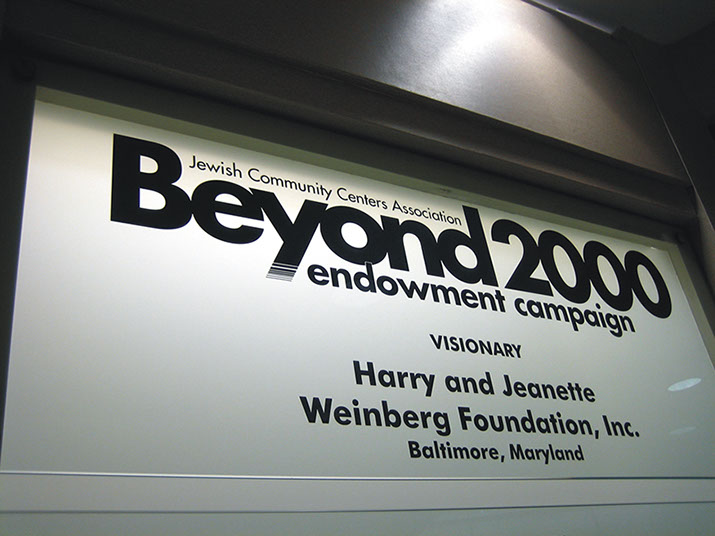 Jewish Community Centers Association
Beyond 2000
endowment campaign
VISIONARY
Harry and Jeanette
Weinberg Foundation, Inc.
Baltimore, Maryland